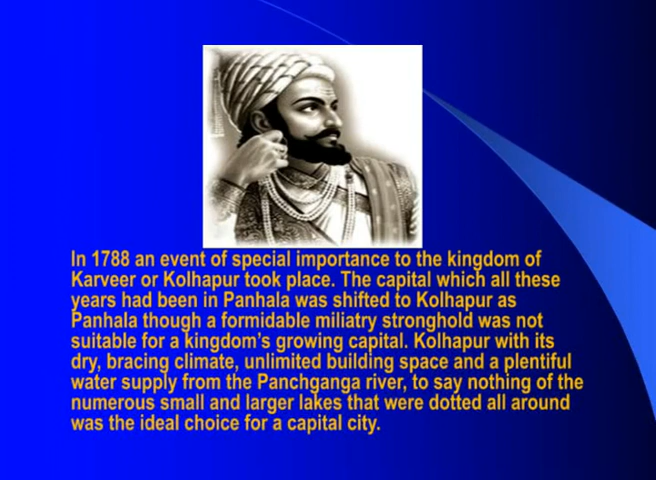 In 1788 an event of special importance to the kingdom of
Karveer or Kolhapur took place. The capital which all these
years had been in Panhala was shifted to Kolhapur as
Panhala though a formidable miliatry stronghold was not
suitable for a kingdom's growing capital. Kolhapur with its
dry, bracing climate, unlimited building space and a plentiful
water supply from the Panchganga river, to say nothing of the
numerous small and larger lakes that were dotted all around
was the ideal choice for a capital city.